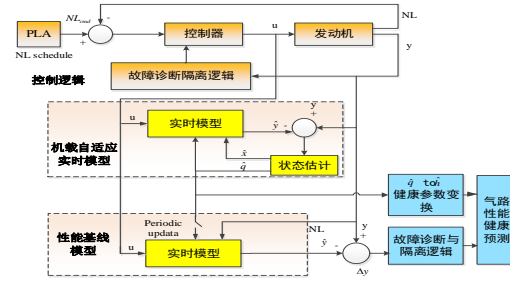 NL
NLcmd
-
u
PLA
控制器
发动机
+
y
NL schedule
控制逻辑
故障诊断隔离逻辑
y
+
u
实时模型
ŷ
-
机载自适应
实时模型
x̂
q̂
状态估计
q̂ to ĥ
健康参数变
换
气路
性能
健康
预测
Periodic
updata
NL
y
+
性能基线
模型
u
实时模型
ŷ
-
故障诊断与
隔离逻辑
Δy